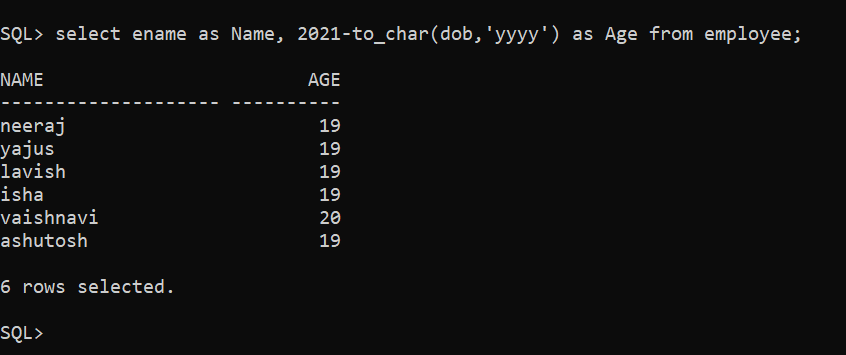 SQL> select ename as Name, 2021-to_char(dob,'yyyy') as Age from employee;
NAME                        AGE
-------------------- ----------
neeraj                       19
yajus                        19
lavish                       19
isha                         19
vaishnavi                    20
ashutosh                     19
6 rows selected.
SQL>